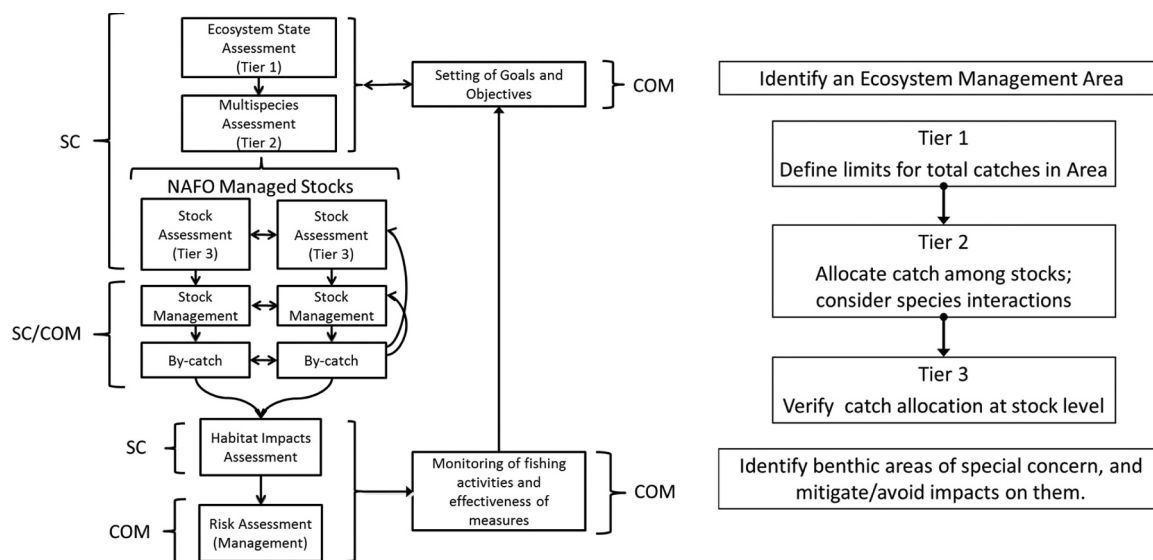 Ecosystem State
Assessment
(Tier 1)
Multispecies
Assessment
(Tier 2)
SC
Setting of Goals and
Objectives
COM
NAFO Managed Stocks
Stock
Assessment
(Tier 3)
Stock
Assessment
(Tier 3)
Stock
Management
Stock
Management
SC/COM
By-catch
By-catch
SC
Habitat Impacts
Assessment
COM
Risk Assessment
(Management)
Monitoring of fishing
activities and
effectiveness of
measures
COM
Identify an Ecosystem Management Area
Tier 1
Define limits for total catches in Area
Tier 2
Allocate catch among stocks;
consider species interactions
Tier 3
Verify catch allocation at stock level
Identify benthic areas of special concern, and
mitigate/avoid impacts on them.